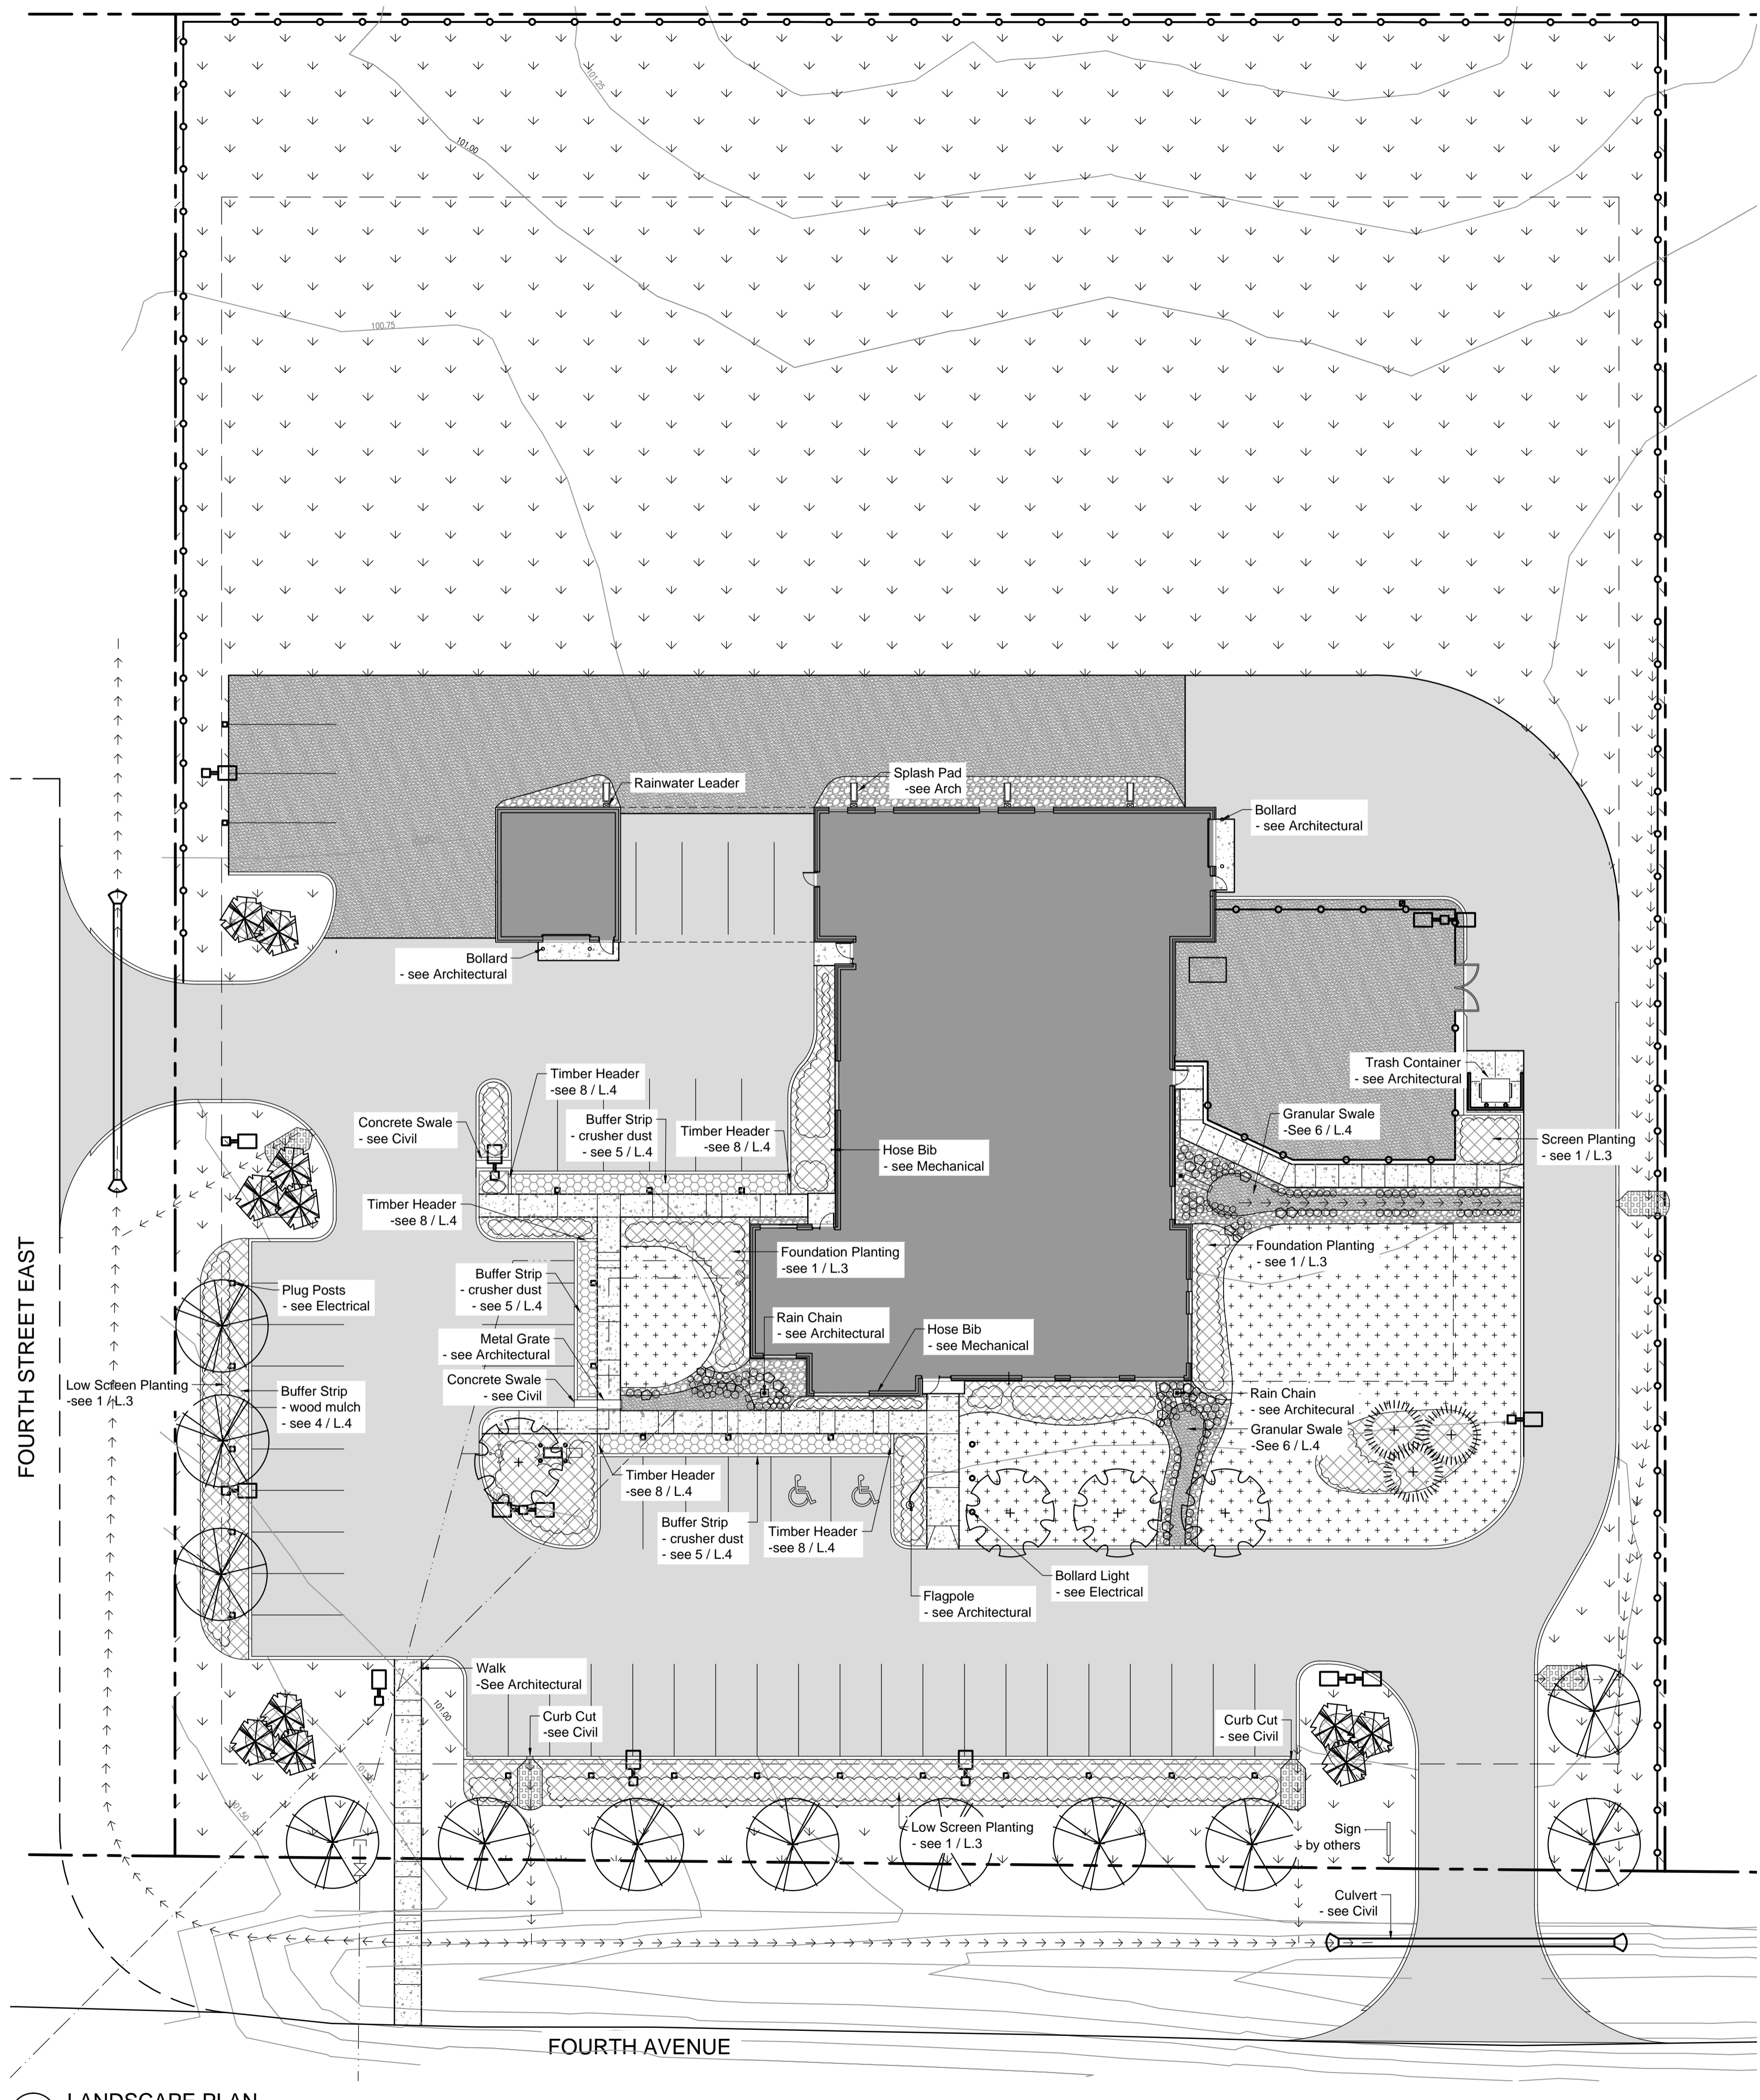 101.25
101.00
100.75
Rainwater Leader
Splash Pad
-see Arch
Bollard
- see Architectural
Bollard
- see Architectural
Timber Header
-see 8 / L.4
Concrete Swale
- see Civil
Buffer Strip
- crusher dust
- see 5 / L.4
Timber Header
-see 8 / L.4
Hose Bib
- see Mechanical
Trash Container
- see Architectural
Granular Swale
-See 6 / L.4
Screen Planting
- see 1 / L.3
Timber Header
-see 8 / L.4
Foundation Planting
-see 1 / L.3
Foundation Planting
- see 1 / L.3
Buffer Strip
- crusher dust
- see 5 / L.4
Plug Posts
- see Electrical
Rain Chain
- see Architectural
Hose Bib
- see Mechanical
Metal Grate
- see Architectural
Concrete Swale
- see Civil
Low Screen Planting
-see 1 / L.3
Buffer Strip
- wood mulch
- see 4 / L.4
Rain Chain
- see Architecural
Granular Swale
-See 6 / L.4
FOURTH STREET EAST
Timber Header
-see 8 / L.4
Buffer Strip
- crusher dust
- see 5 / L.4
Timber Header
-see 8 / L.4
Bollard Light
- see Electrical
Flagpole
- see Architectural
Walk
-See Architectural
101.00
Curb Cut
-see Civil
Curb Cut
- see Civil
101.50
Low Screen Planting
- see 1 / L.3
Sign
- by others
Culvert
- see Civil
FOURTH AVENUE
LANDSCAPE PLAN